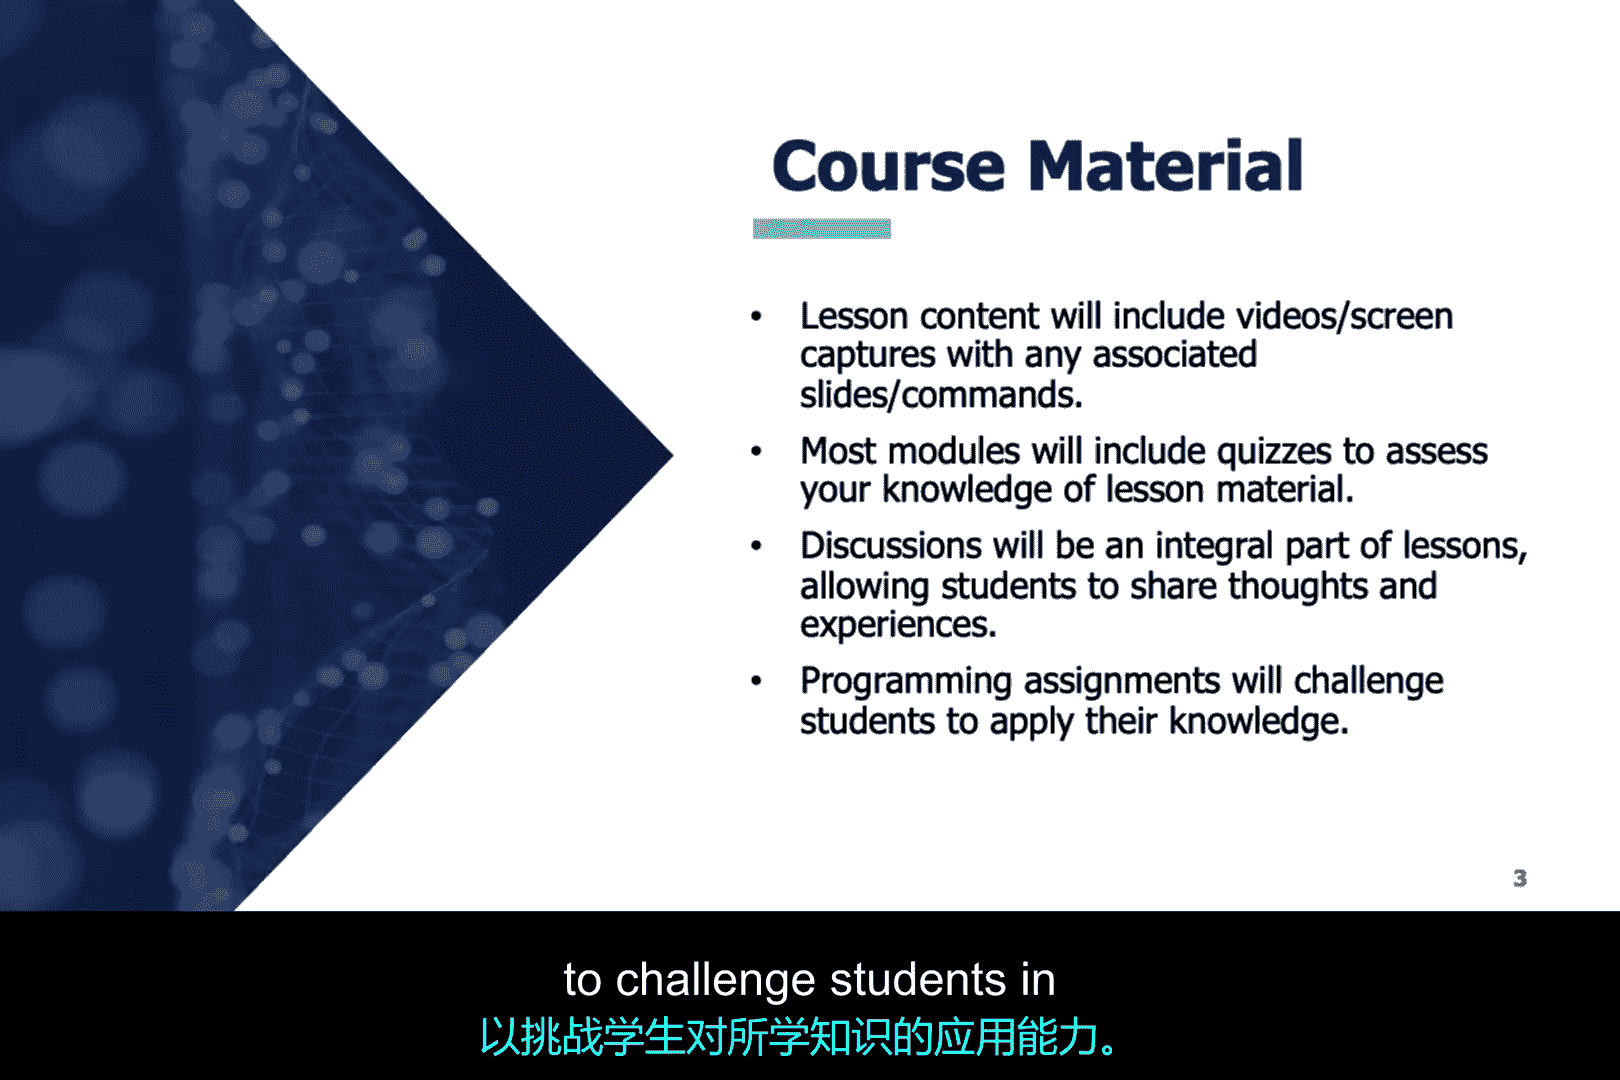 Course Material
• Lesson content will include videos/screen
captures with any associated
slides/commands.
• Most modules will include quizzes to assess
your knowledge of lesson material.
• Discussions will be an integral part of lessons,
allowing students to share thoughts and
experiences.
• Programming assignments will challenge
students to apply their knowledge.
3
to challenge students in
以挑战学生对所学知识的应用能力。